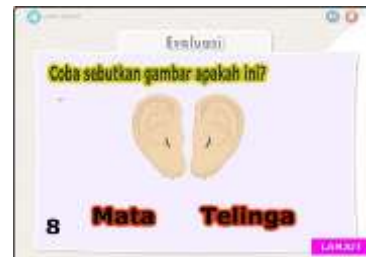 Evaluasi
Coba sebutkan gambar apakah ini?
Mata Telinga
8
LANJUT